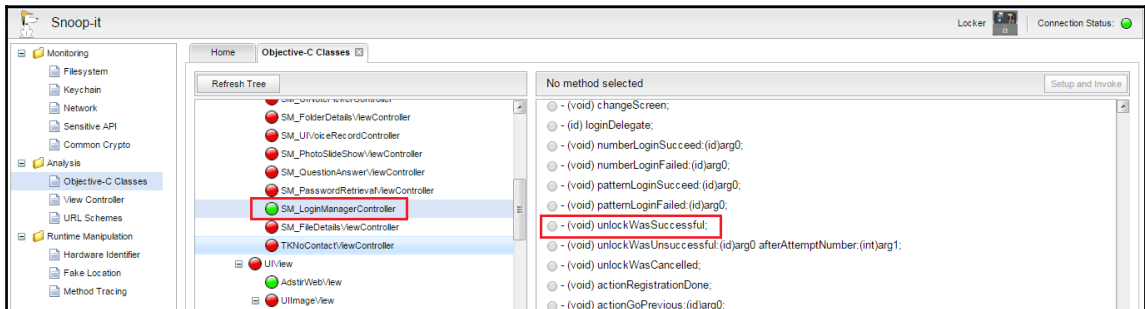 Snoop-it
Locker
Connection Status:
Monitoring
Filesystem
Keychain
Network
Sensitive API
Common Crypto
Analysis
Objective-C Classes
View Controller
URL Schemes
Runtime Manipulation
Hardware Identifier
Fake Location
Method Tracing
Home
Objective-C Classes
Refresh Tree
SM_UINotePickerController
SM_FolderDetailsViewController
SM_UIVoiceRecordController
SM_PhotoSlideShowViewController
SM_QuestionAnswerViewController
SM_PasswordRetrievalViewController
SM_LoginManagerController
SM_FileDetailsViewController
TKNoContactViewController
UIView
AdstirWebView
UIImageView
No method selected
Setup and Invoke
- (void) changeScreen;
- (id) loginDelegate;
- (void) numberLoginSucceed:(id)arg0;
- (void) numberLoginFailed:(id)arg0;
- (void) patternLoginSucceed:(id)arg0;
- (void) patternLoginFailed:(id)arg0;
- (void) unlockWasSuccessful;
- (void) unlockWasUnsuccessful:(id)arg0 afterAttemptNumber:(int)arg1;
- (void) unlockWasCancelled;
- (void) actionRegistrationDone;
- (void) actionGoPrevious:(id)arg0;